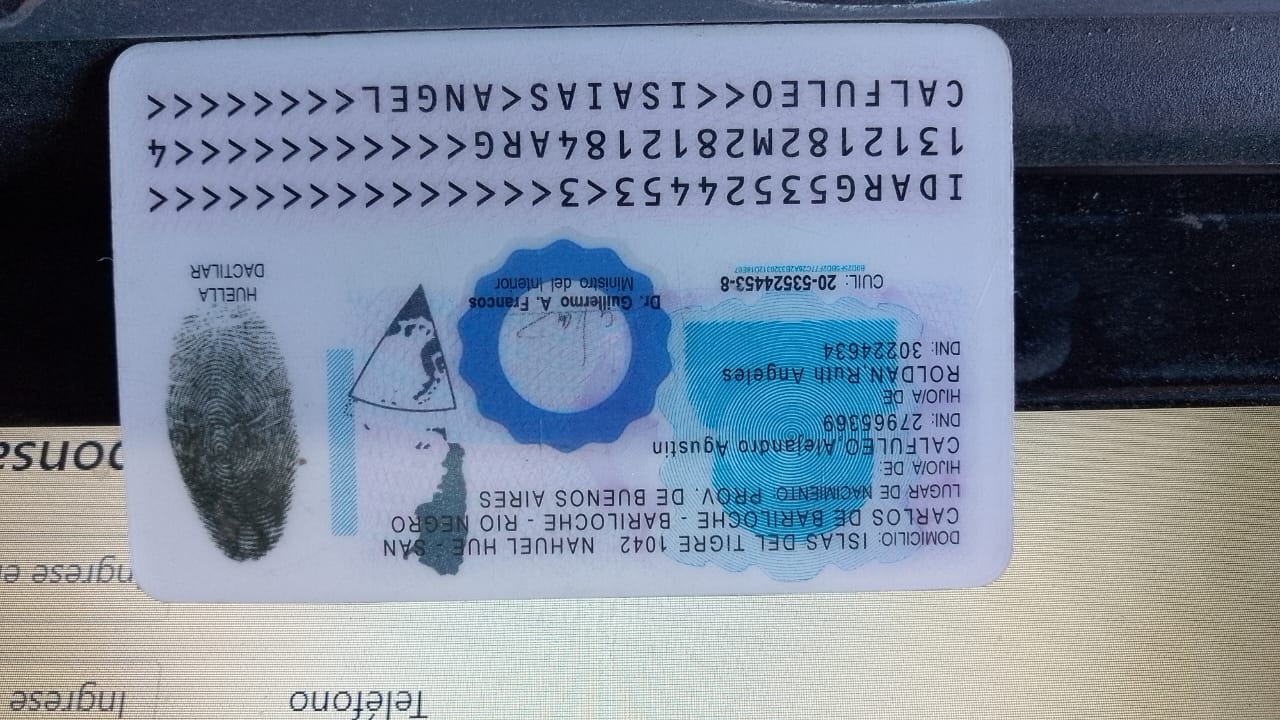 Teléfono
Ingrese
DOMICILIO: ISLAS DEL TIGRE 1042 NAHUEL HUE - SAN
CARLOS DE BARILOCHE - BARILOCHE - RIO NEGRO
LUGAR DE NACIMIENTO: PROV. DE BUENOS AIRES
HIJO/A DE:
CALFULEO Alejandro Agustin
DNI: 27965369
HIJO/A DE
ROLDAN Ruth Angeles
DNI: 30224634
CUIL: 20-53524453-8
Dr. Guillermo A. Francos
Ministro del Interior
HUELLA
DACTILAR
IDARG53524453<3<<<<<<<<<<<<<<<
1312182M2812184ARG<<<<<<<<<<<4
CALFULEO<<ISAIAS<ANGEL<<<<<<<<